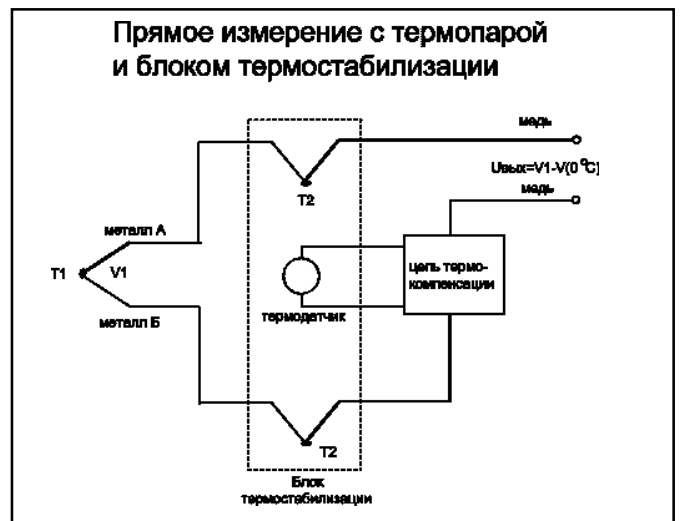 Прямое измерение с термопарой
и блоком термостабилизации
медь
Uвых=V1-V(0 °C)
медь
T2
металл А
T1
V1
цепь термо-
компенсации
термодатчик
металл Б
T2
Блок
термостабилизации